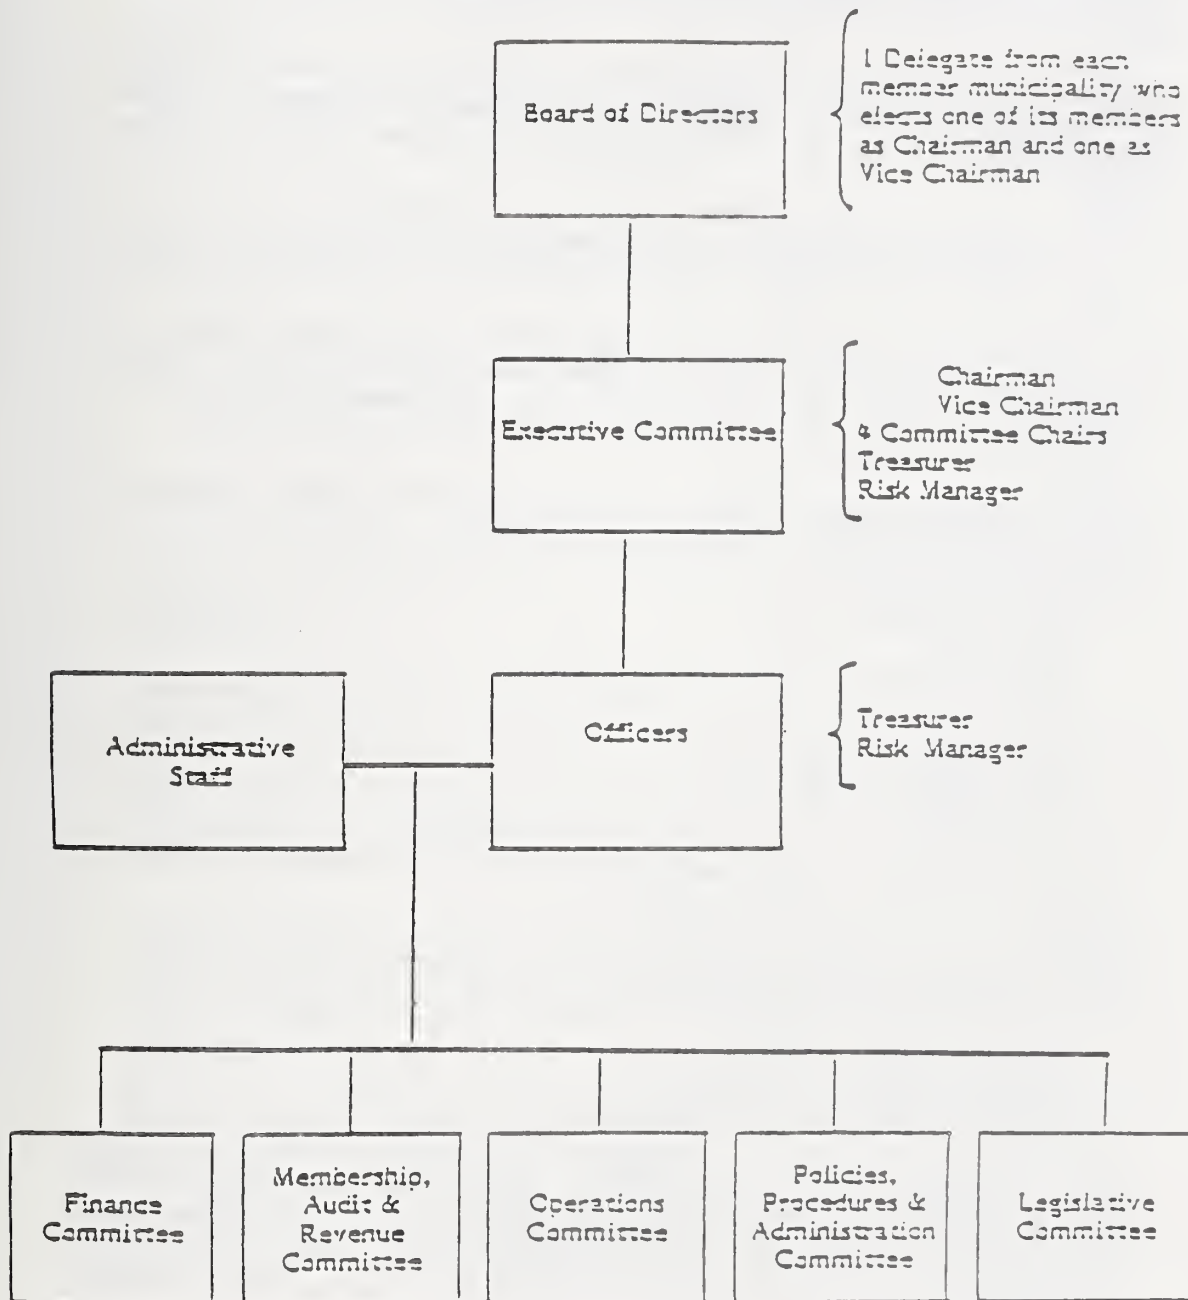 Board of Directors
1 Delegate from each
member municipality who
elects one of its members
as Chairman and one as
Vice Chairman
Executive Committee
Chairman
Vice Chairman
4 Committee Chairs
Treasurer
Risk Manager
Administrative
Staff
Officers
Treasurer
Risk Manager
Finance
Committee
Membership,
Audit &
Revenue
Committee
Operations
Committee
Policies,
Procedures &
Administration
Committee
Legislative
Committee